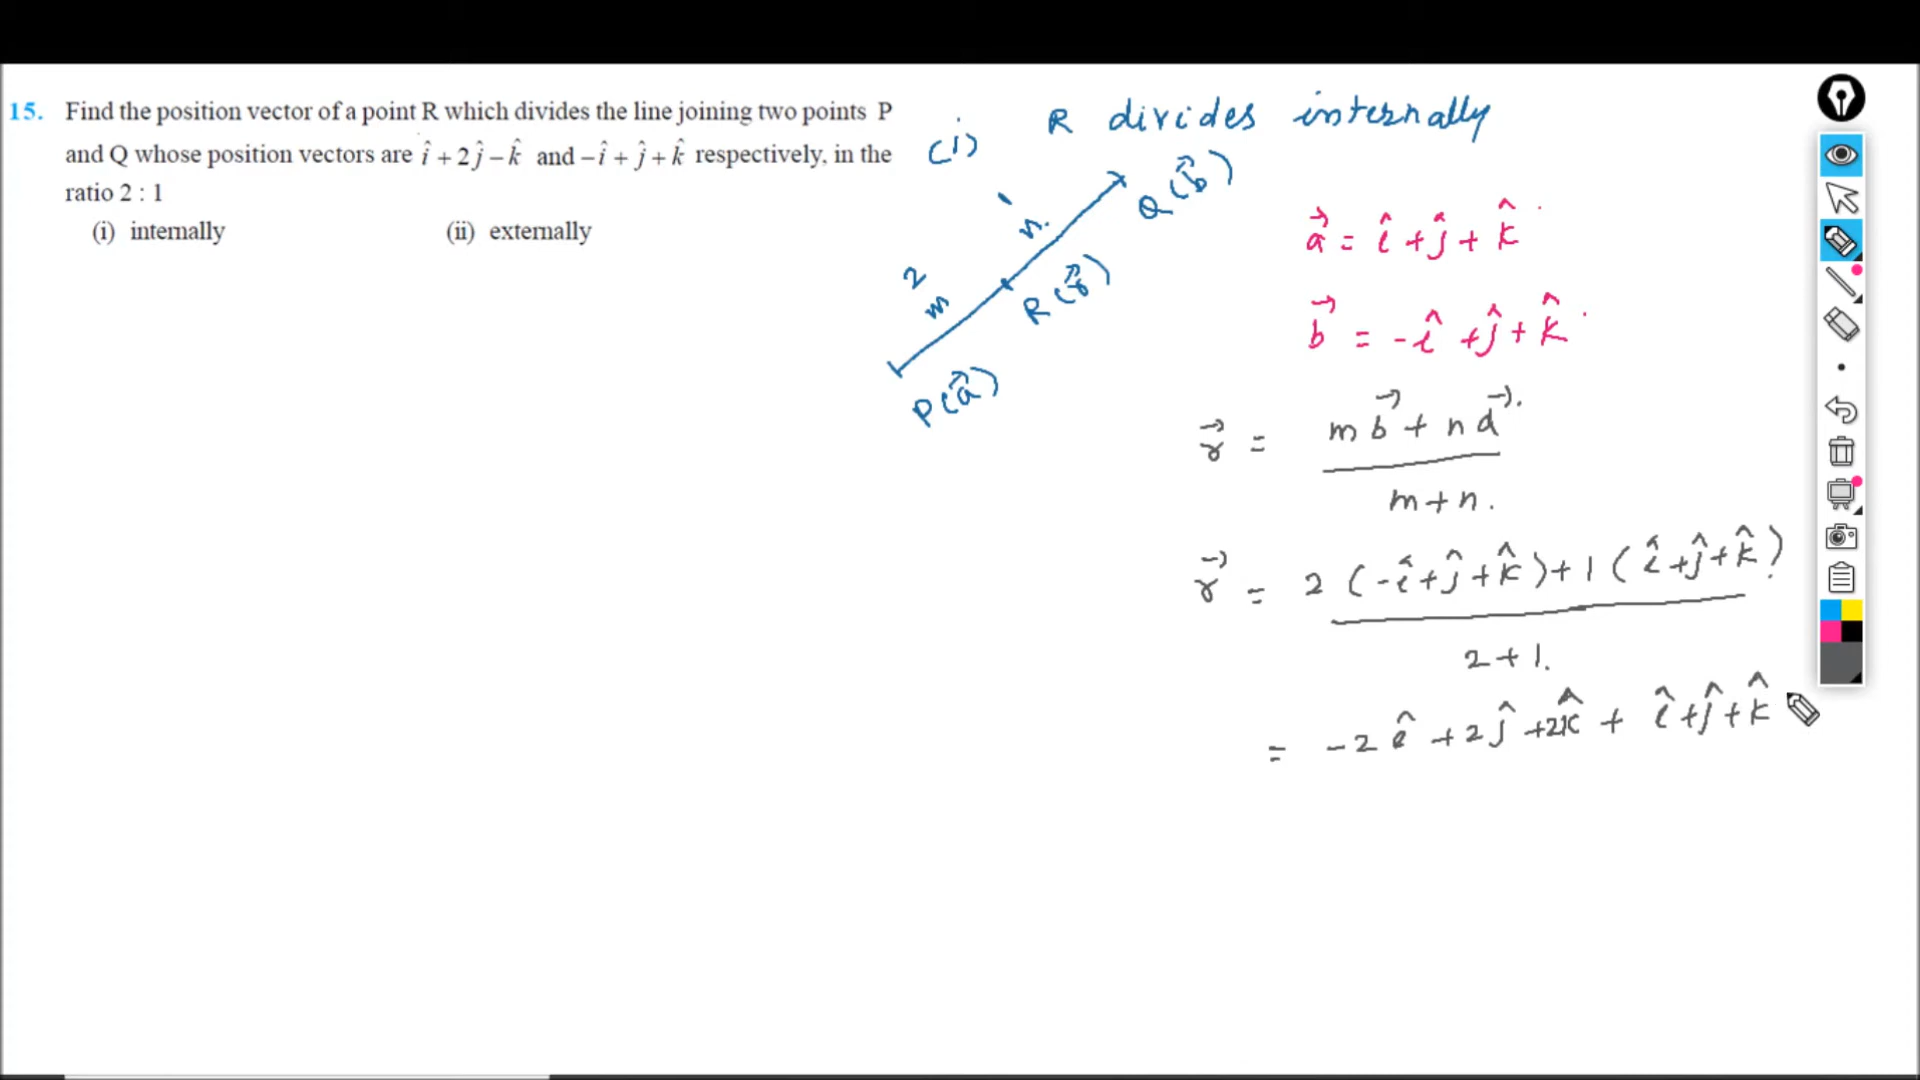 15. Find the position vector of a point R which divides the line joining two points P
and Q whose position vectors are î + 2ĵ − k̂ and −î + ĵ + k̂ respectively, in the
ratio 2 : 1
(i) internally (ii) externally
(i) R divides internally
1
n.
Q(b⃗)
2
m
R(r⃗)
P(a⃗)
a⃗ = î + ĵ + k̂
b⃗ = -î + ĵ + k̂
r⃗ = m b⃗ + n a⃗
m + n.
r⃗ = 2 (-î + ĵ + k̂) + 1 (î + ĵ + k̂)
2 + 1.
= -2î + 2ĵ + 2k̂ + î + ĵ + k̂